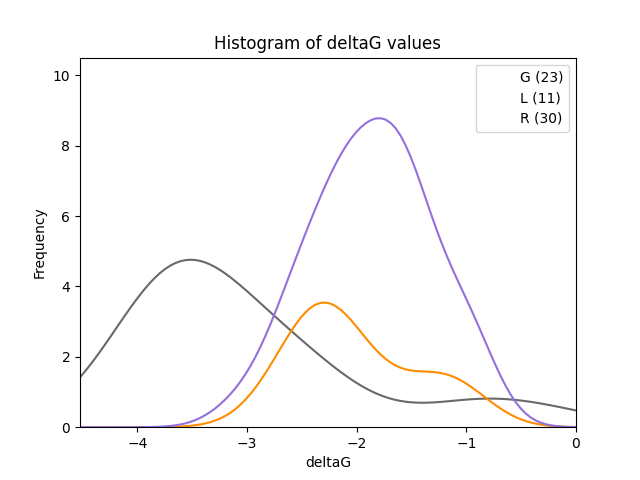 Histogram of deltaG values
G (23)
L (11)
R (30)
Frequency
10
8
6
4
2
0
−4
−3
−2
−1
0
deltaG